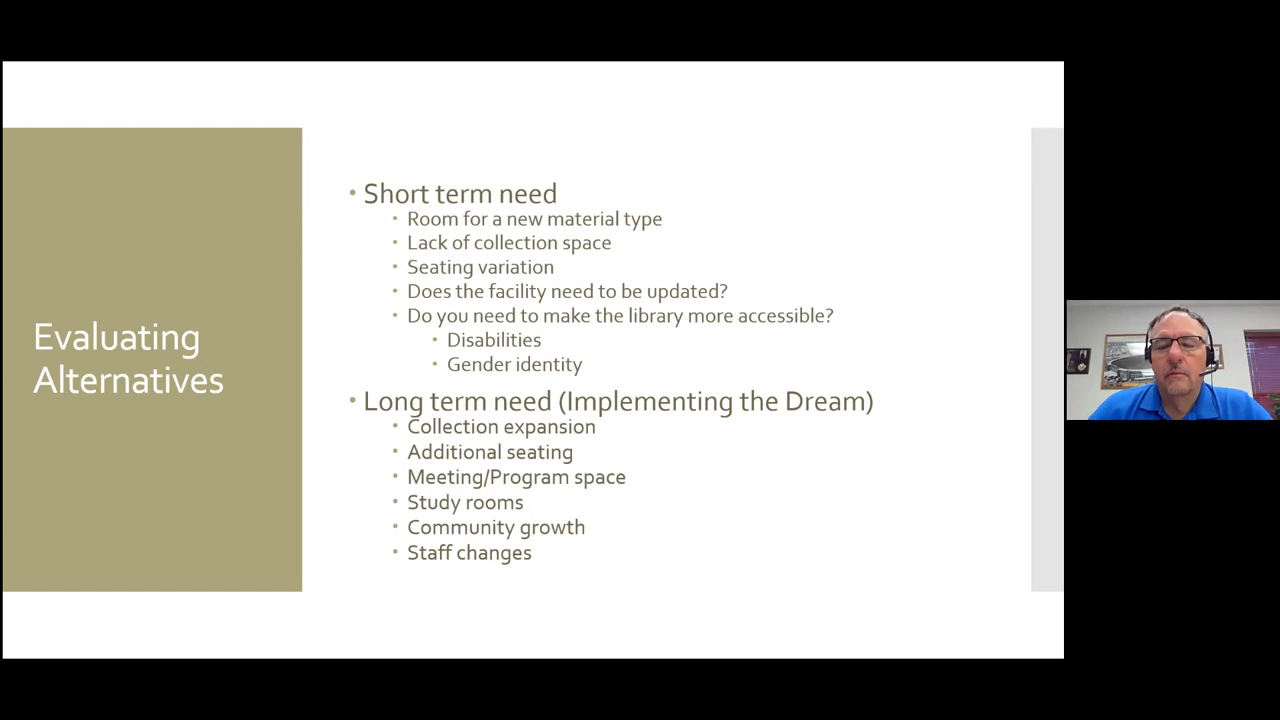 Evaluating
Alternatives
• Short term need
• Room for a new material type
• Lack of collection space
• Seating variation
• Does the facility need to be updated?
• Do you need to make the library more accessible?
• Disabilities
• Gender identity
• Long term need (Implementing the Dream)
• Collection expansion
• Additional seating
• Meeting/Program space
• Study rooms
• Community growth
• Staff changes